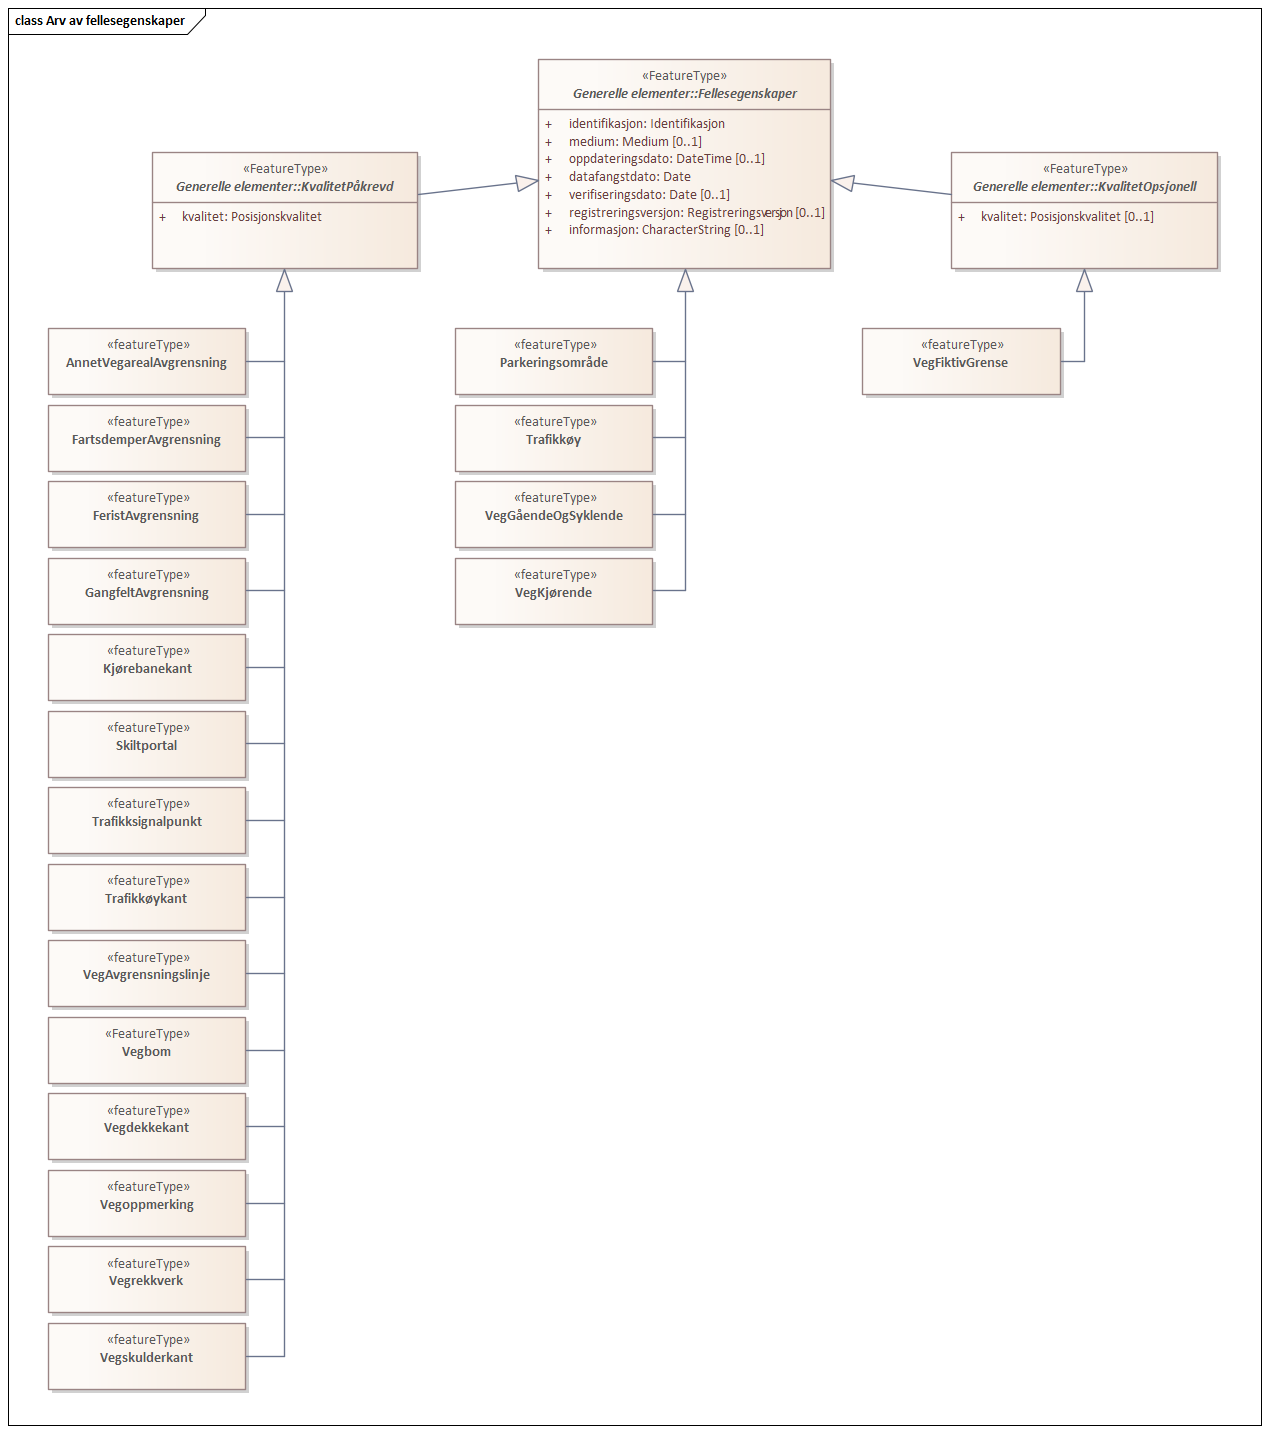 class Arv av fellesegenskaper
«FeatureType»
Generelle elementer::Fellesegenskaper
+ identifikasjon: Identifikasjon
+ medium: Medium [0..1]
+ oppdateringsdato: DateTime [0..1]
+ datafangstdato: Date
+ verifiseringsdato: Date [0..1]
+ registreringsversjon: Registreringsversjon [0..1]
+ informasjon: CharacterString [0..1]
«FeatureType»
Generelle elementer::KvalitetPåkrevd
+ kvalitet: Posisjonskvalitet
«FeatureType»
Generelle elementer::KvalitetOpsjonell
+ kvalitet: Posisjonskvalitet [0..1]
«featureType»
AnnetVegarealAvgrensning
«featureType»
FartsdemperAvgrensning
«featureType»
FeristAvgrensning
«featureType»
GangfeltAvgrensning
«featureType»
Kjørebanekant
«featureType»
Skiltportal
«featureType»
Trafikksignalpunkt
«featureType»
Trafikkøykant
«featureType»
VegAvgrensningslinje
«FeatureType»
Vegbom
«featureType»
Vegdekkekant
«featureType»
Vegoppmerking
«featureType»
Vegrekkverk
«featureType»
Vegskulderkant
«featureType»
Parkeringsområde
«featureType»
Trafikkøy
«featureType»
VegGåendeOgSyklende
«featureType»
VegKjørende
«featureType»
VegFiktivGrense